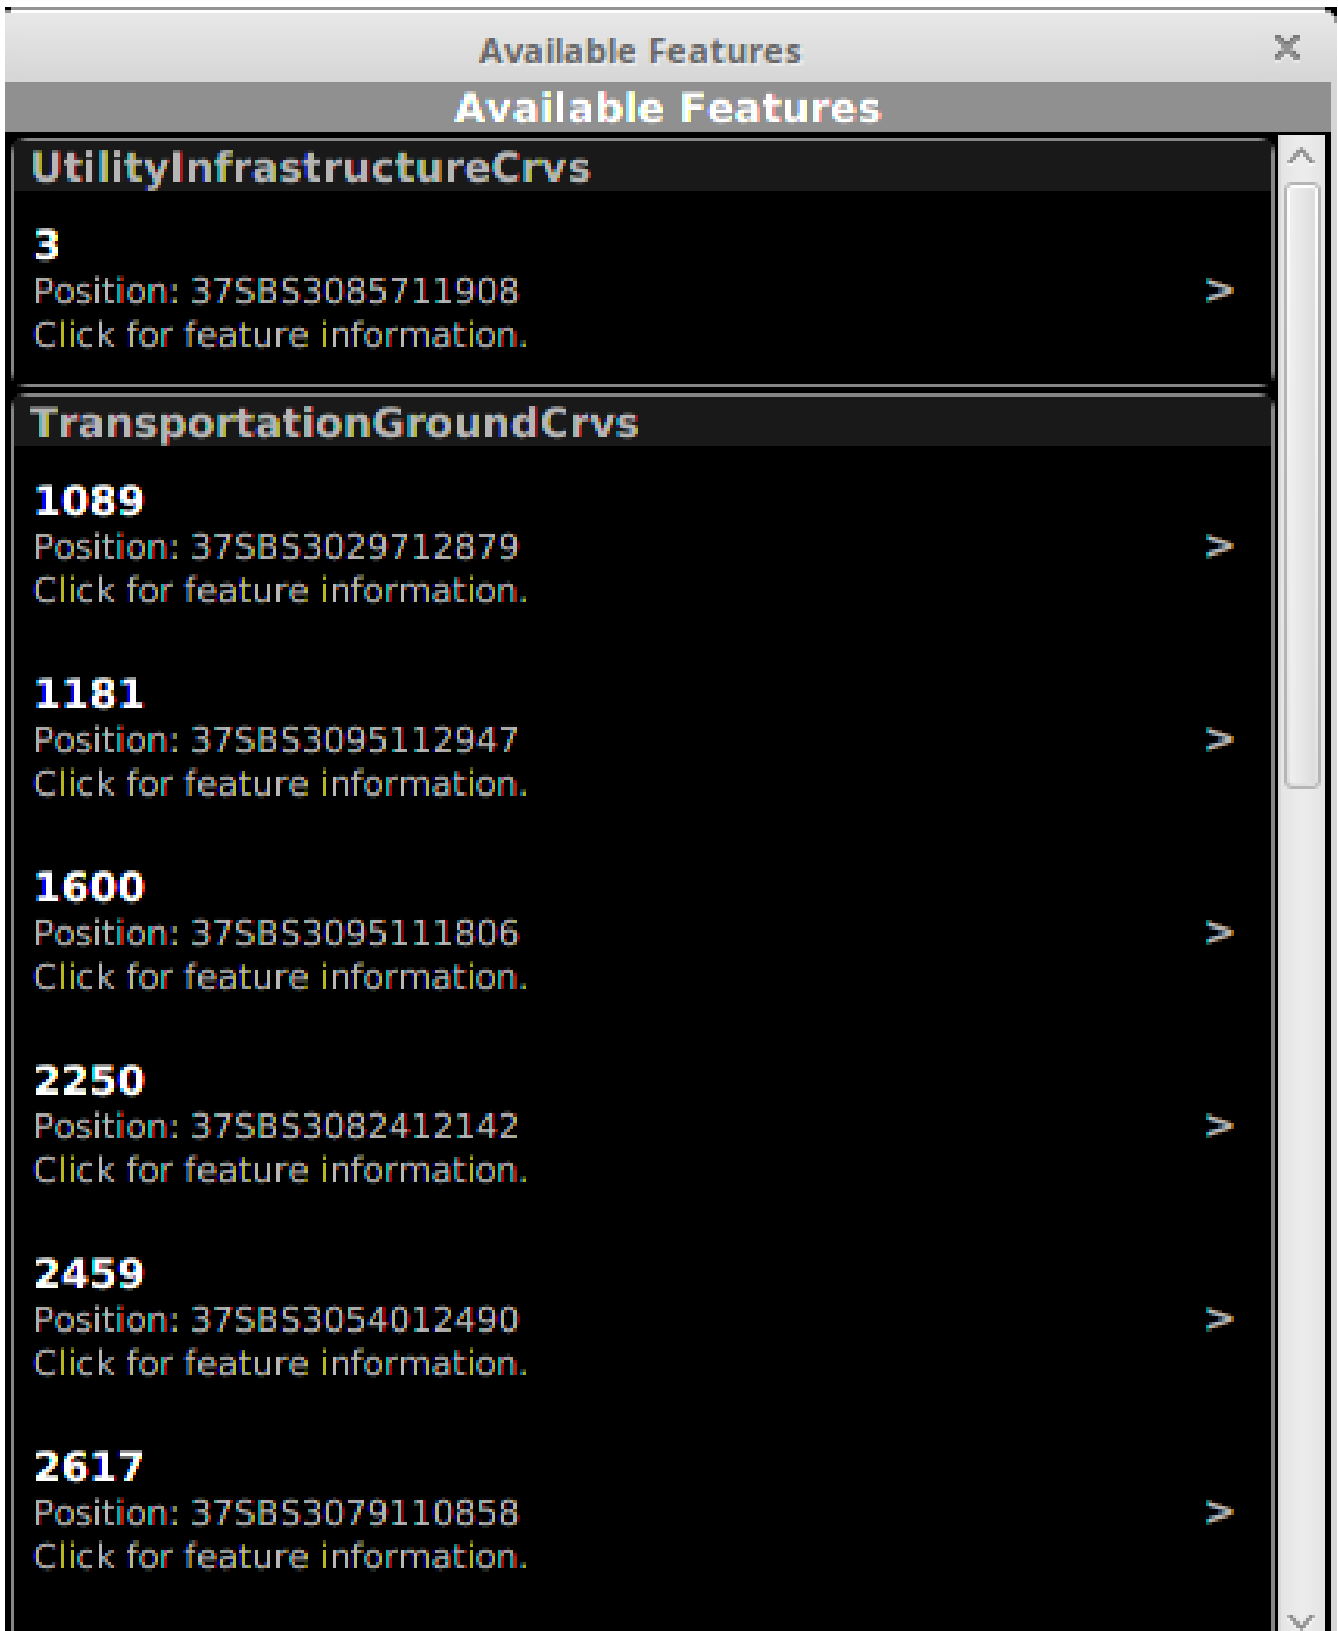 Available Features
Available Features
UtilityInfrastructureCrvs
3
Position: 37SBS3085711908
>
Click for feature information.
TransportationGroundCrvs
1089
Position: 37SBS3029712879
>
Click for feature information.
1181
Position: 37SBS3095112947
>
Click for feature information.
1600
Position: 37SBS3095111806
>
Click for feature information.
2250
Position: 37SBS3082412142
>
Click for feature information.
2459
Position: 37SBS3054012490
>
Click for feature information.
2617
Position: 37SBS3079110858
>
Click for feature information.